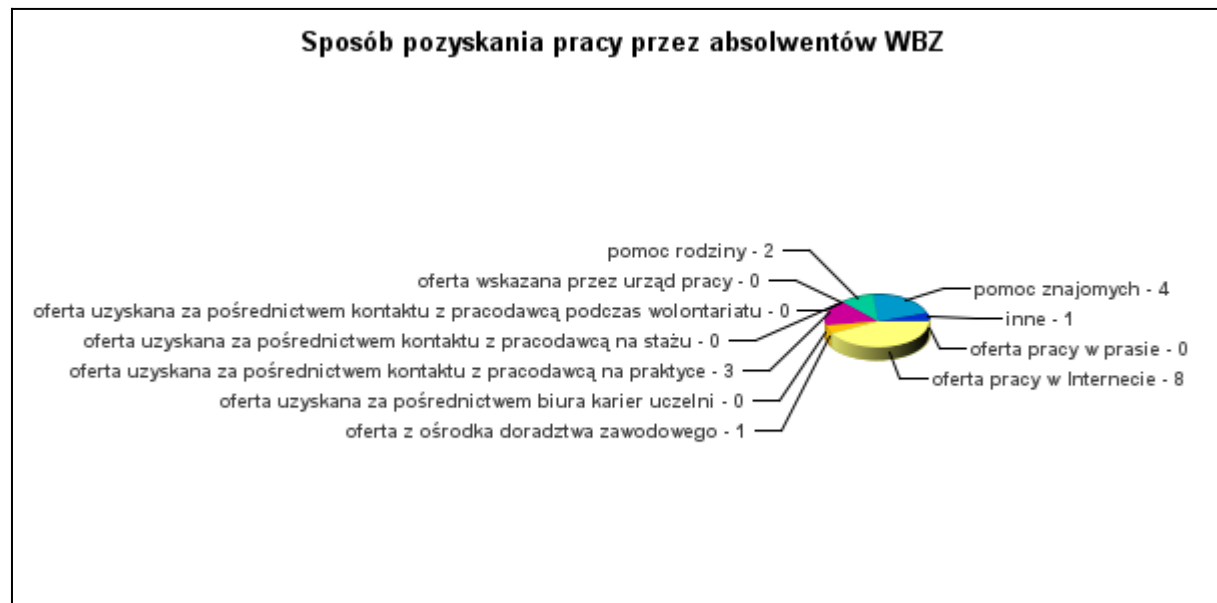 Sposób pozyskania pracy przez absolwentów WBZ
pomoc rodziny - 2
oferta wskazana przez urząd pracy - 0
oferta uzyskana za pośrednictwem kontaktu z pracodawcą podczas wolontariatu - 0
oferta uzyskana za pośrednictwem kontaktu z pracodawcą na stażu - 0
oferta uzyskana za pośrednictwem kontaktu z pracodawcą na praktyce - 3
oferta uzyskana za pośrednictwem biura karier uczelni - 0
oferta z ośrodka doradztwa zawodowego - 1
pomoc znajomych - 4
inne - 1
oferta pracy w prasie - 0
oferta pracy w Internecie - 8